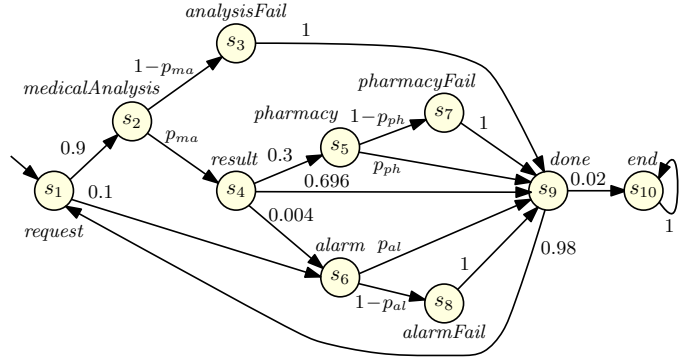 analysisFail
s3
1
1−pma
medicalAnalysis
s2
pharmacyFail
s7
pharmacy
1−pph
1
0.9
pma
s5
pph
result
0.3
done
end
s1
0.1
s4
0.696
s9
0.02
s10
request
0.004
1
alarm
pal
0.98
s6
1
1−pal
s8
alarmFail